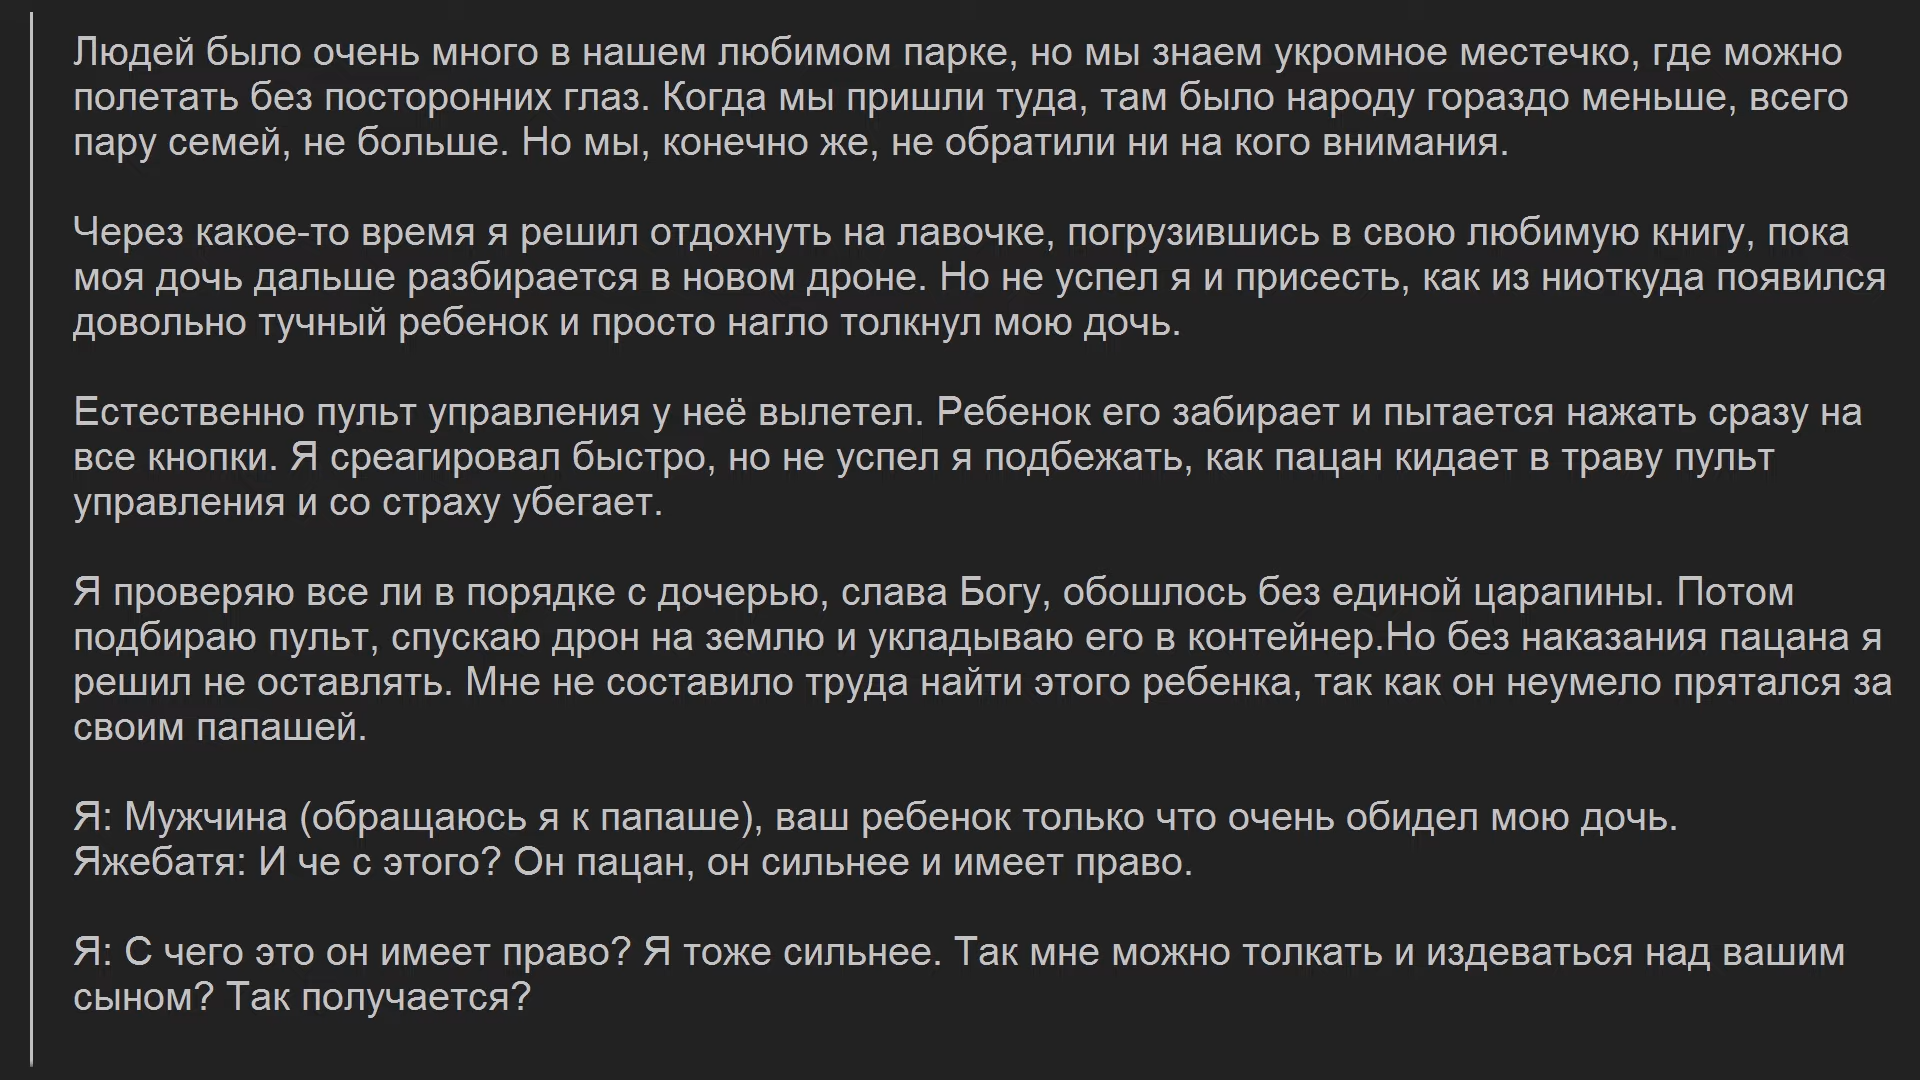 Людей было очень много в нашем любимом парке, но мы знаем укромное местечко, где можно
полетать без посторонних глаз. Когда мы пришли туда, там было народу гораздо меньше, всего
пару семей, не больше. Но мы, конечно же, не обратили ни на кого внимания.
Через какое-то время я решил отдохнуть на лавочке, погрузившись в свою любимую книгу, пока
моя дочь дальше разбирается в новом дроне. Но не успел я и присесть, как из ниоткуда появился
довольно тучный ребенок и просто нагло толкнул мою дочь.
Естественно пульт управления у неё вылетел. Ребенок его забирает и пытается нажать сразу на
все кнопки. Я среагировал быстро, но не успел я подбежать, как пацан кидает в траву пульт
управления и со страху убегает.
Я проверяю все ли в порядке с дочерью, слава Богу, обошлось без единой царапины. Потом
подбираю пульт, спускаю дрон на землю и укладываю его в контейнер.Но без наказания пацана я
решил не оставлять. Мне не составило труда найти этого ребенка, так как он неумело прятался за
своим папашей.
Я: Мужчина (обращаюсь я к папаше), ваш ребенок только что очень обидел мою дочь.
Яжебатя: И че с этого? Он пацан, он сильнее и имеет право.
Я: С чего это он имеет право? Я тоже сильнее. Так мне можно толкать и издеваться над вашим
сыном? Так получается?